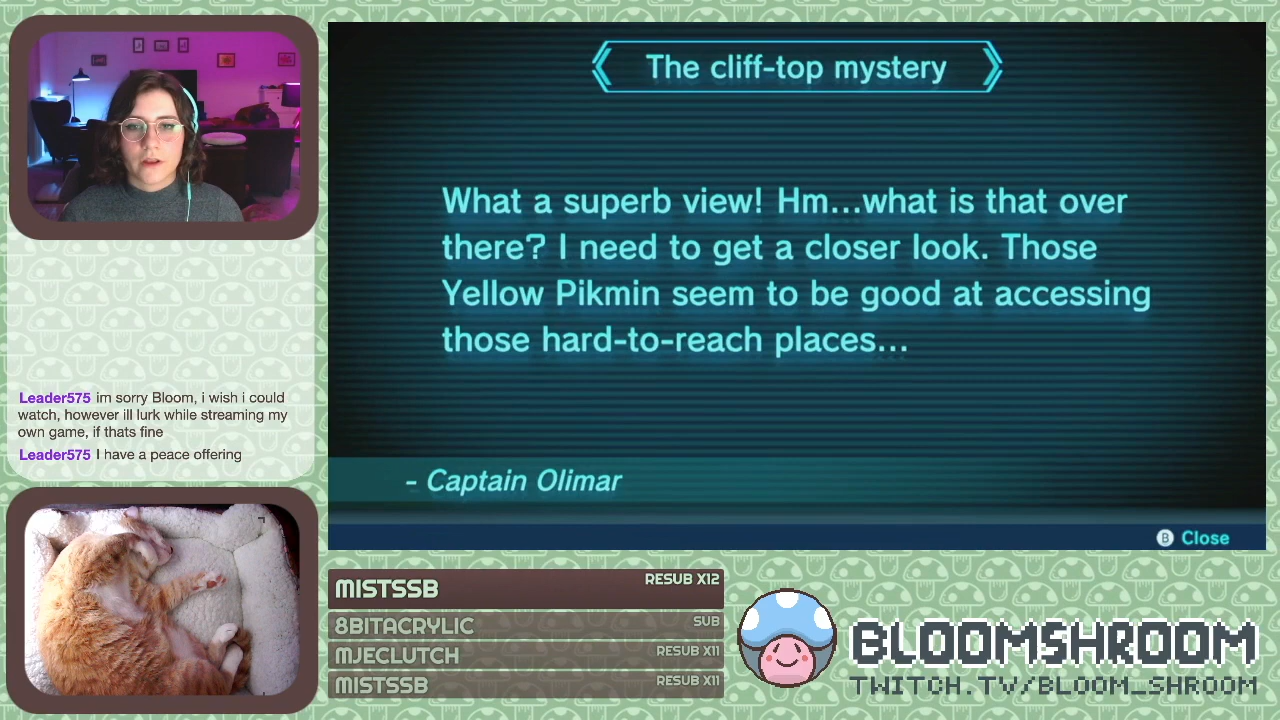 The cliff-top mystery
What a superb view! Hm...what is that over
there? I need to get a closer look. Those
Yellow Pikmin seem to be good at accessing
those hard-to-reach places...
- Captain Olimar
B Close
Leader575 im sorry Bloom, i wish i could
watch, however ill lurk while streaming my
own game, if thats fine
Leader575 I have a peace offering
MISTSSB RESUB X12
8BITACRYLIC SUB
MJECLUTCH RESUB X11
MISTSSB RESUB X11
BLOOMSHROOM
TWITCH.TV/BLOOM_SHROOM